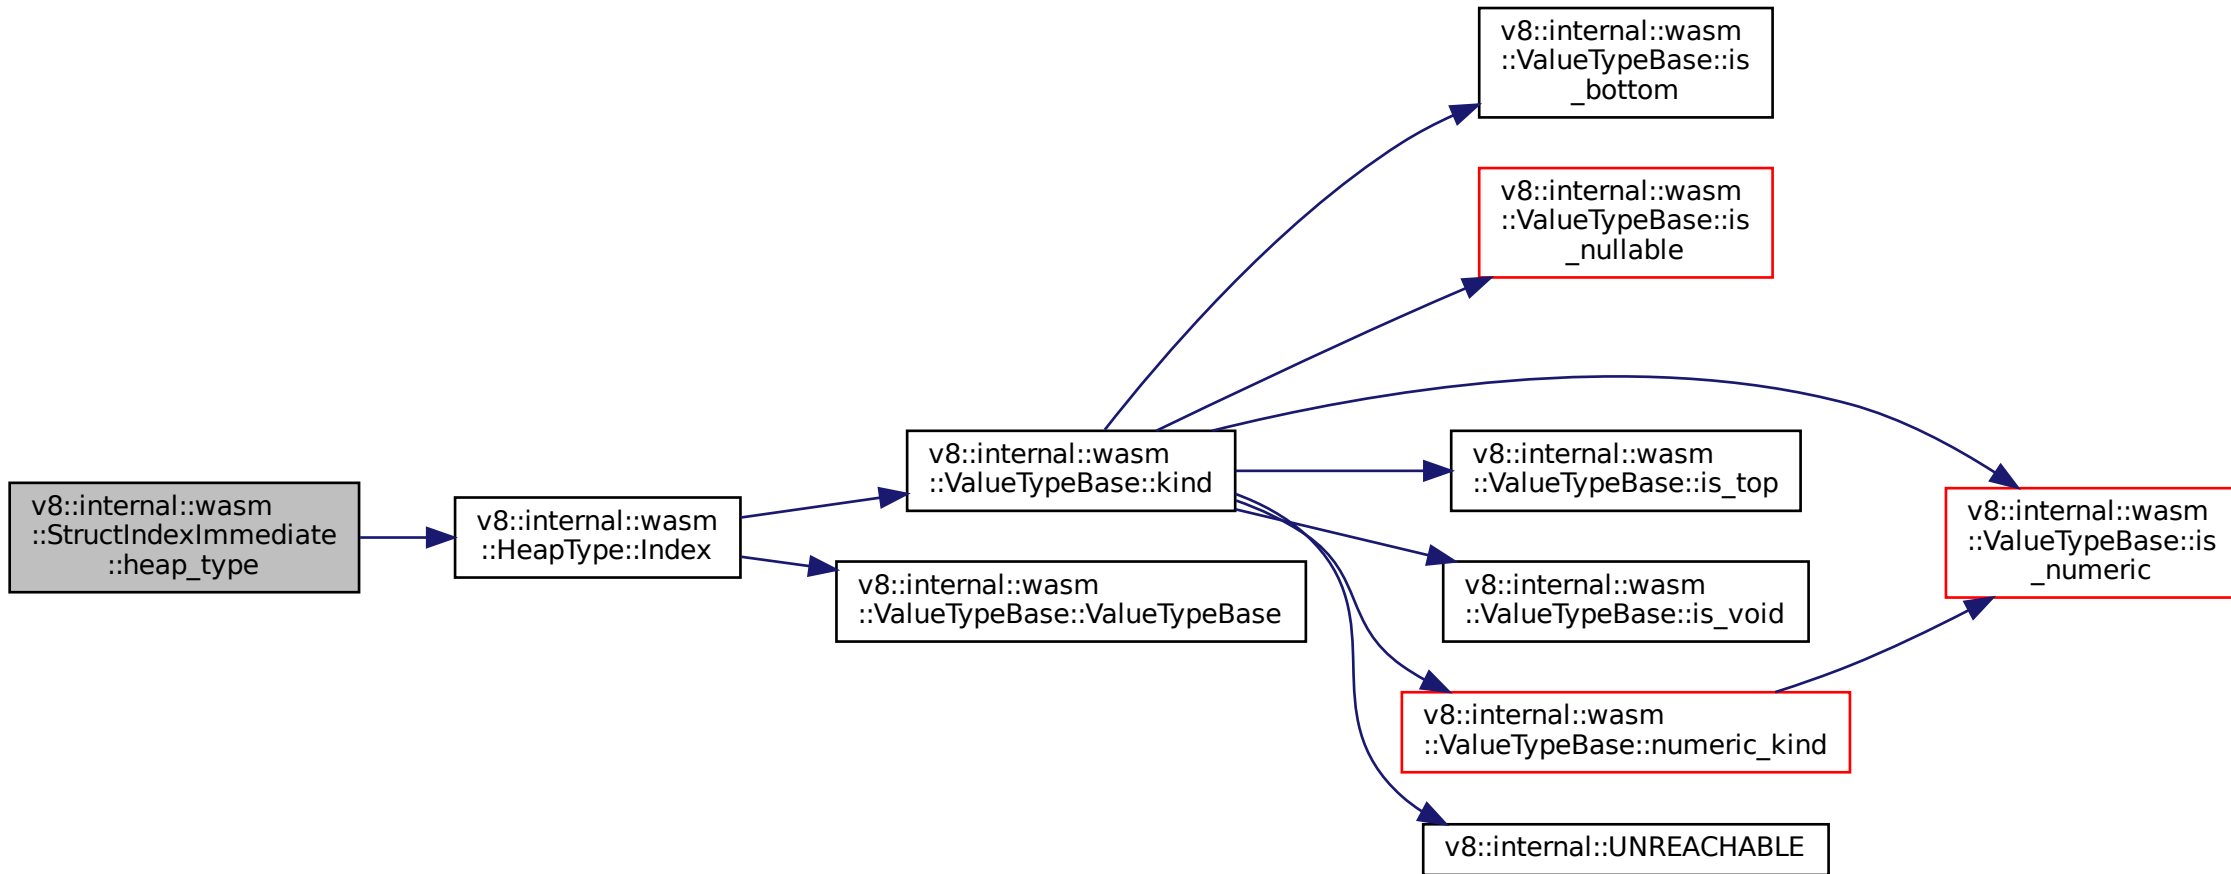 v8::internal::wasm
::StructIndexImmediate
::heap_type
v8::internal::wasm
::HeapType::Index
v8::internal::wasm
::ValueTypeBase::kind
v8::internal::wasm
::ValueTypeBase::ValueTypeBase
v8::internal::wasm
::ValueTypeBase::is
_bottom
v8::internal::wasm
::ValueTypeBase::is
_nullable
v8::internal::wasm
::ValueTypeBase::is_top
v8::internal::wasm
::ValueTypeBase::is_void
v8::internal::wasm
::ValueTypeBase::numeric_kind
v8::internal::UNREACHABLE
v8::internal::wasm
::ValueTypeBase::is
_numeric